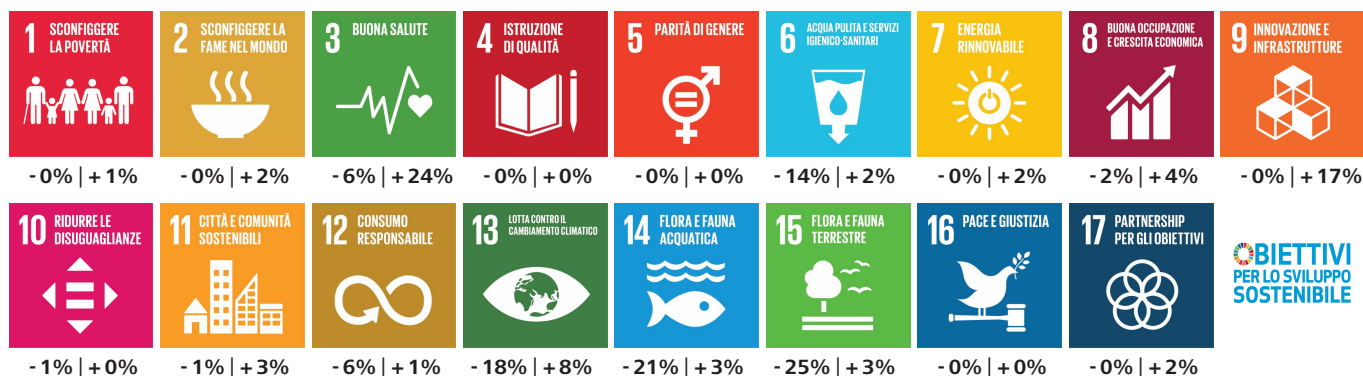 1 SCONFIGGERE
LA POVERTÀ
2 SCONFIGGERE LA
FAME NEL MONDO
3 BUONA SALUTE
4 ISTRUZIONE
DI QUALITÀ
5 PARITÀ DI GENERE
6 ACQUA PULITA E SERVIZI
IGIENICO-SANITARI
7 ENERGIA
RINNOVABILE
8 BUONA OCCUPAZIONE
E CRESCITA ECONOMICA
9 INNOVAZIONE E
INFRASTRUTTURE
-0% | +1%
-0% | +2%
-6% | +24%
-0% | +0%
-0% | +0%
-14% | +2%
-0% | +2%
-2% | +4%
-0% | +17%
10 RIDURRE LE
DISUGUAGLIANZE
11 CITTÀ E COMUNITÀ
SOSTENIBILI
12 CONSUMO
RESPONSABILE
13 LOTTA CONTRO IL
CAMBIAMENTO CLIMATICO
14 FLORA E FAUNA
ACQUATICA
15 FLORA E FAUNA
TERRESTRE
16 PACE E GIUSTIZIA
17 PARTNERSHIP
PER GLI OBIETTIVI
OBIETTIVI
PER LO SVILUPPO
SOSTENIBILE
-1% | +0%
-1% | +3%
-6% | +1%
-18% | +8%
-21% | +3%
-25% | +3%
-0% | +0%
-0% | +2%